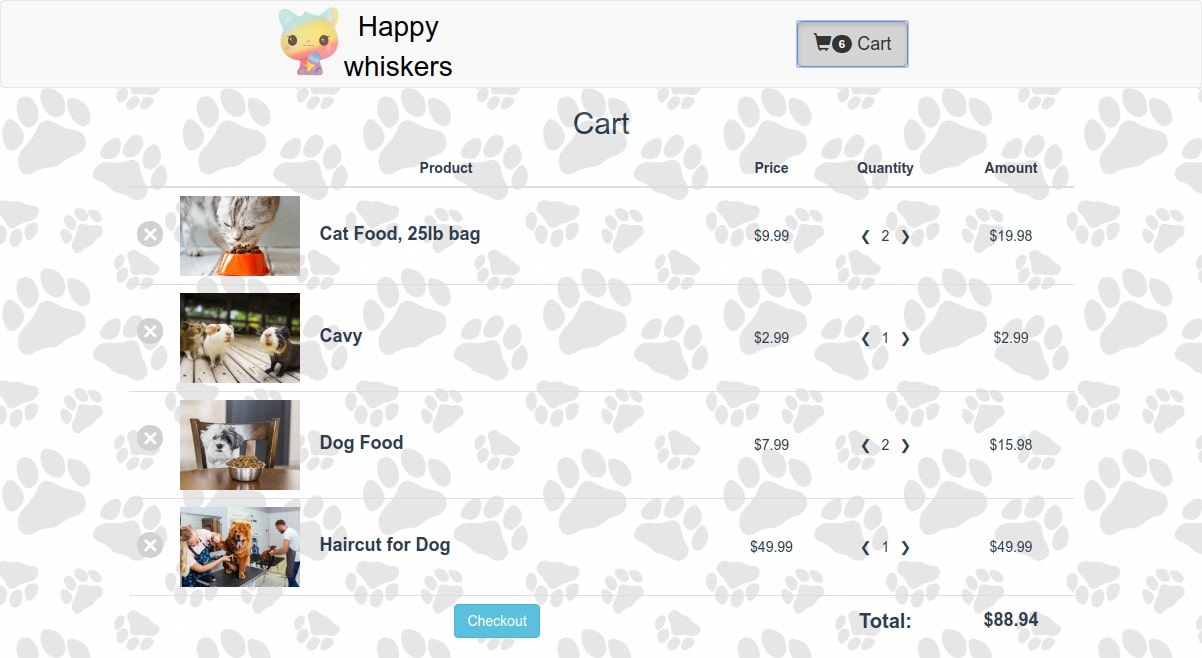 Happy
whiskers
6 Cart
Cart
Product Price Quantity Amount
Cat Food, 25lb bag $9.99 ❮ 2 ❯ $19.98
Cavy $2.99 ❮ 1 ❯ $2.99
Dog Food $7.99 ❮ 2 ❯ $15.98
Haircut for Dog $49.99 ❮ 1 ❯ $49.99
Checkout Total: $88.94